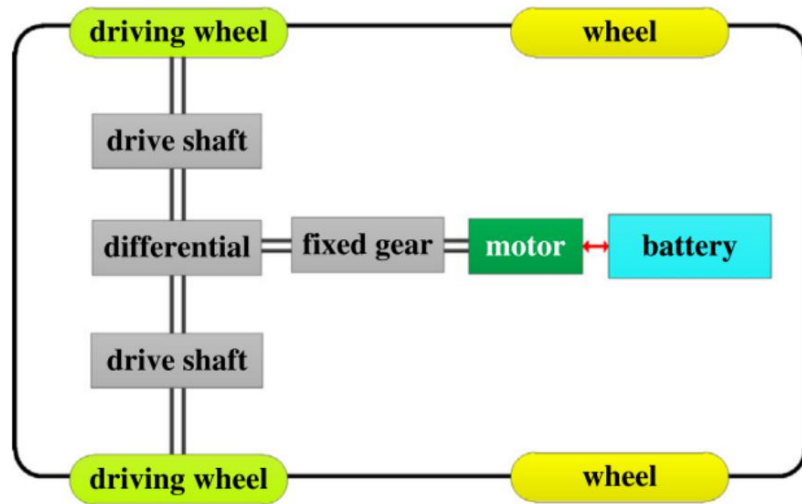 driving wheel
wheel
drive shaft
differential
fixed gear
motor
battery
drive shaft
driving wheel
wheel